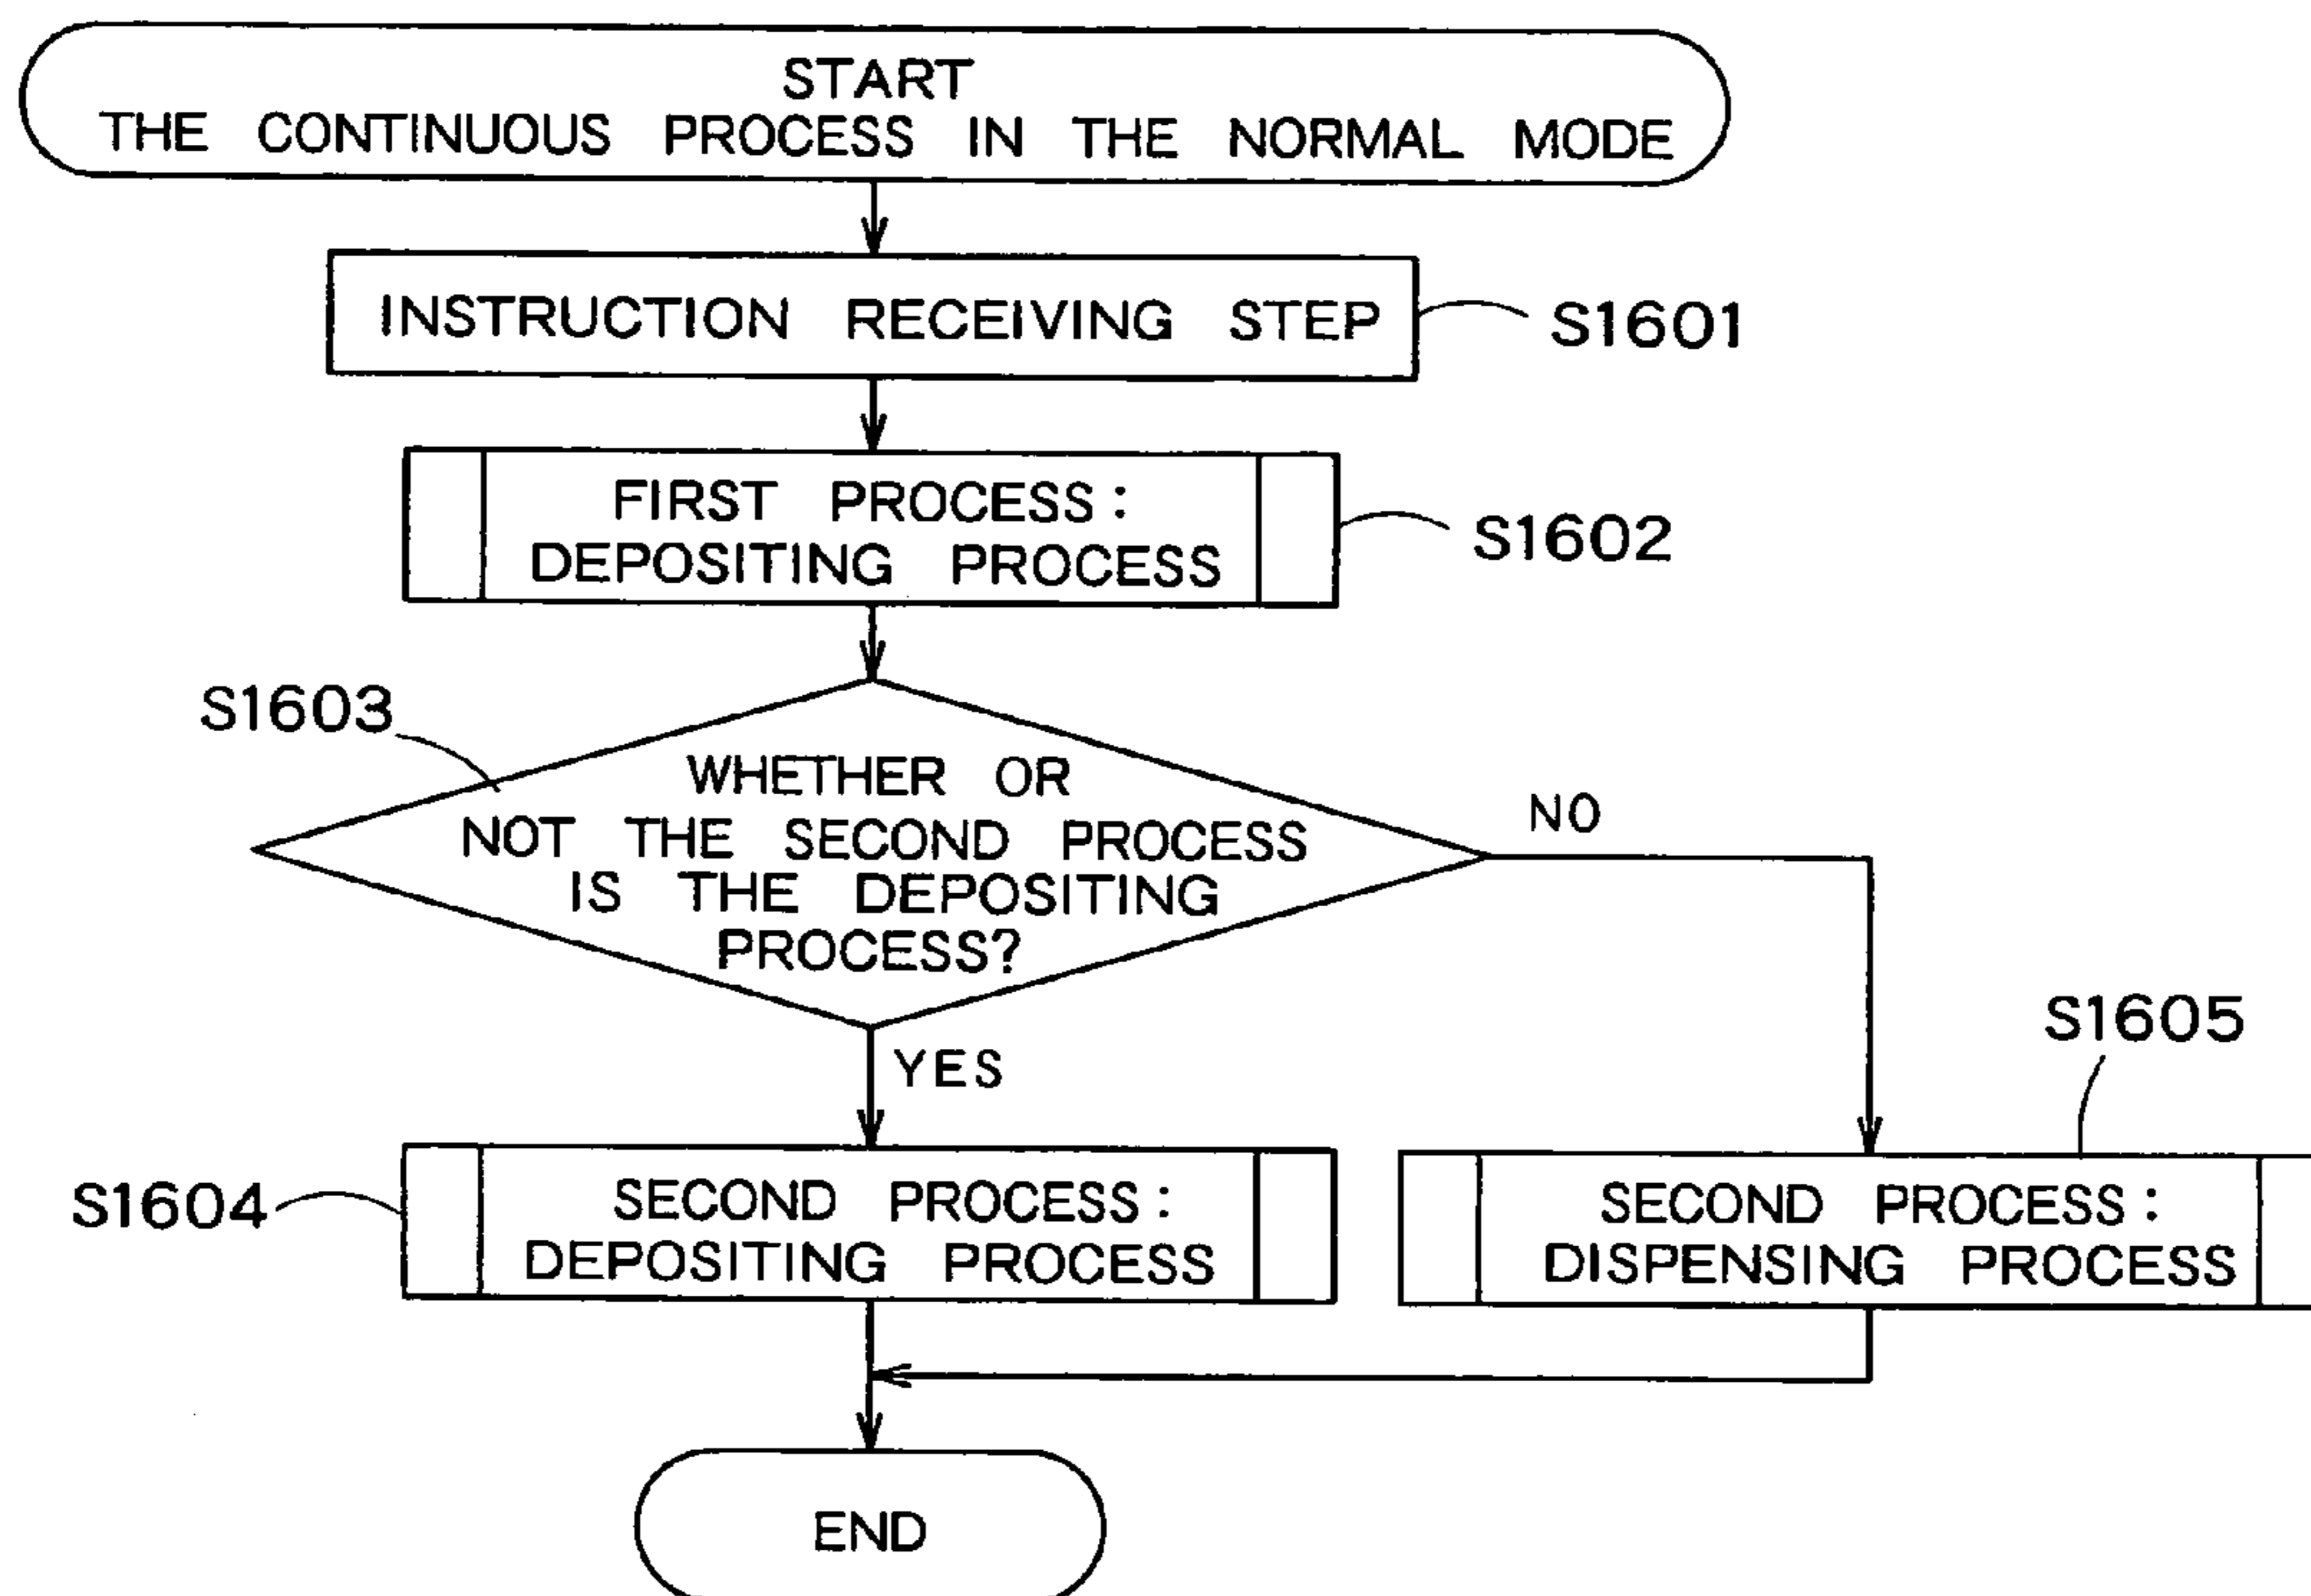 START
THE CONTINUOUS PROCESS IN THE NORMAL MODE
INSTRUCTION RECEIVING STEP
S1601
FIRST PROCESS:
DEPOSITING PROCESS
S1602
S1603
WHETHER OR
NOT THE SECOND PROCESS
IS THE DEPOSITING
PROCESS?
NO
YES
S1605
S1604
SECOND PROCESS:
DEPOSITING PROCESS
SECOND PROCESS:
DISPENSING PROCESS
END